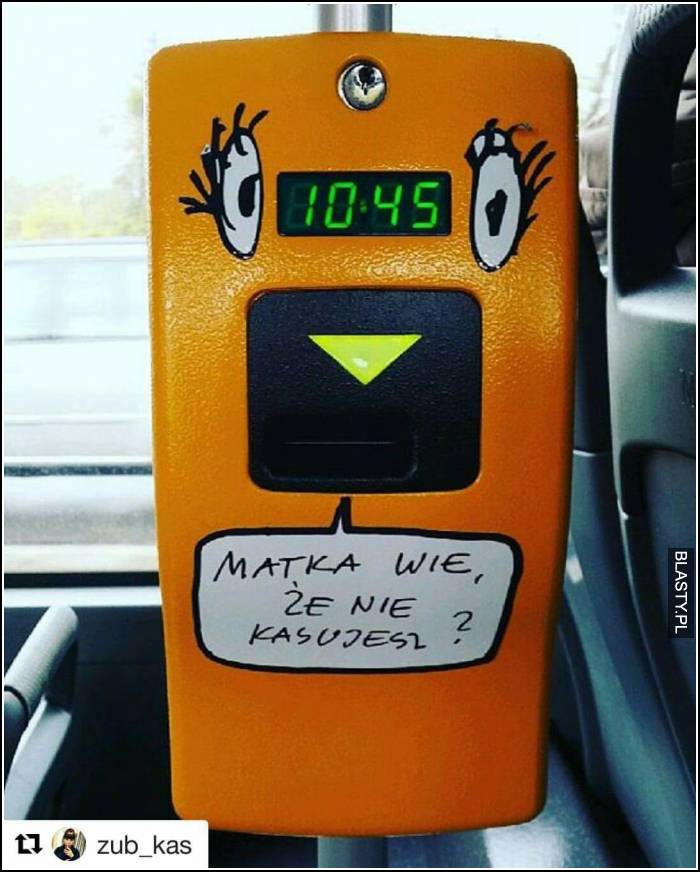 10:45
MATKA WIE,
ŻE NIE
KASUJESZ?
BLASTY.PL
zub_kas